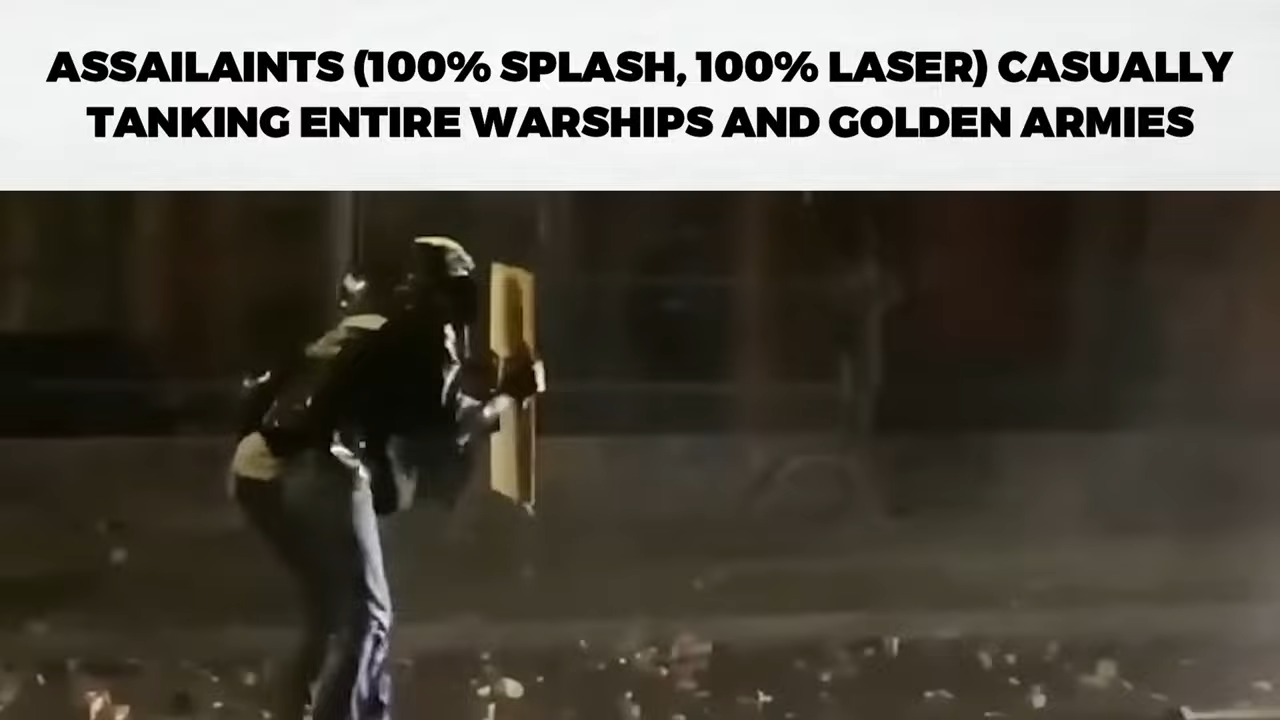 ASSAILAINTS (100% SPLASH, 100% LASER) CASUALLY
TANKING ENTIRE WARSHIPS AND GOLDEN ARMIES